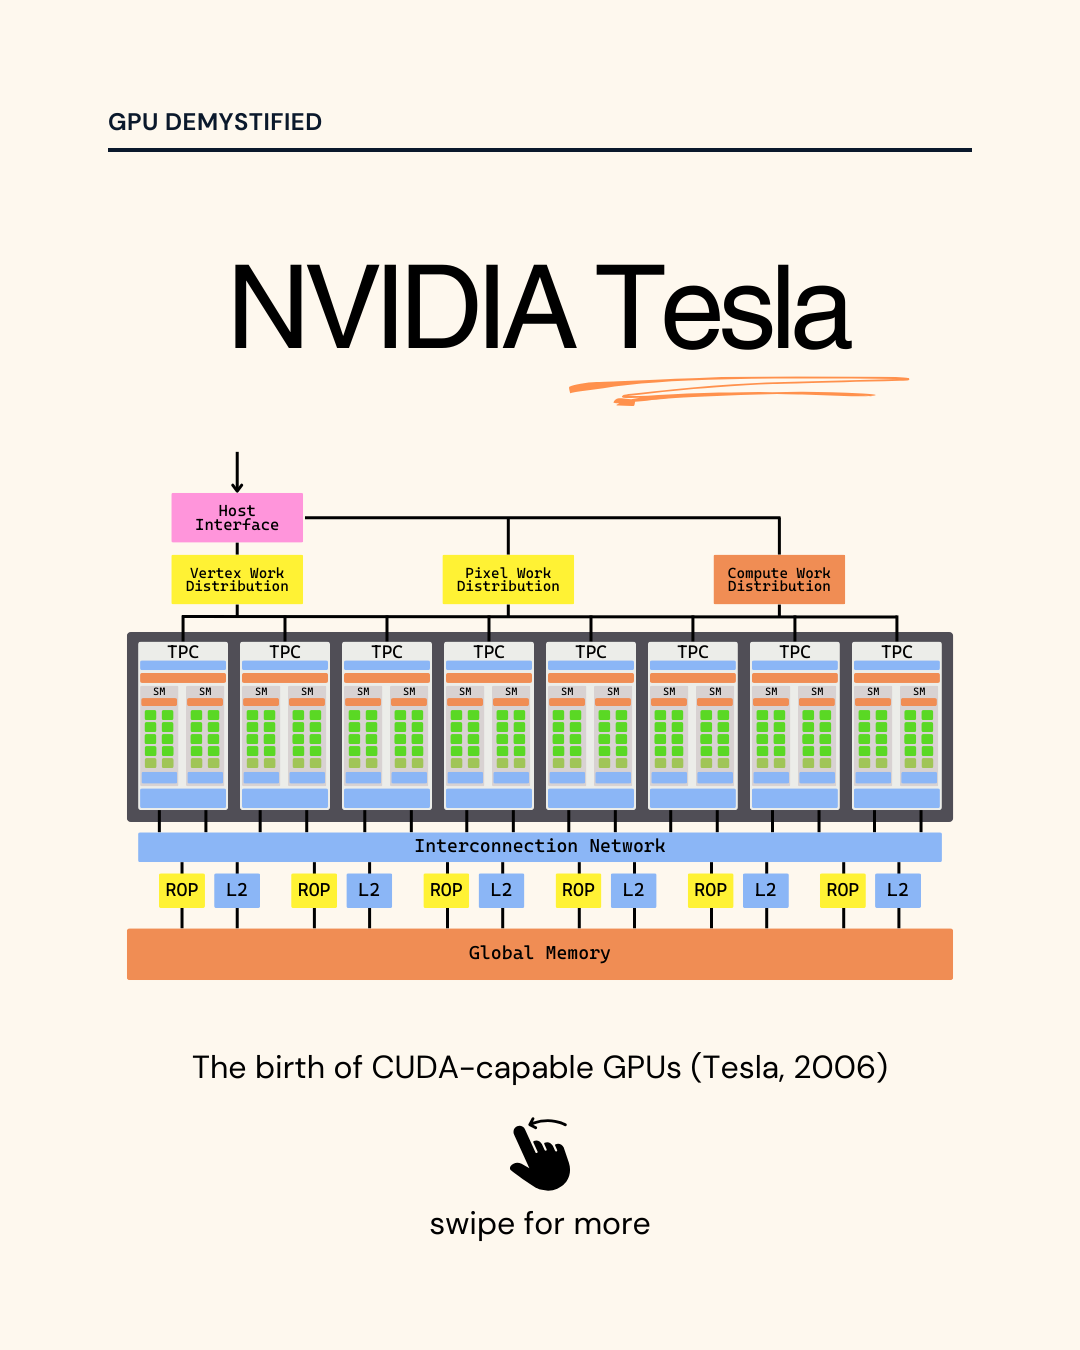 GPU DEMYSTIFIED
NVIDIA Tesla
Host
Interface
Vertex Work
Distribution
Pixel Work
Distribution
Compute Work
Distribution
TPC TPC TPC TPC TPC TPC TPC TPC
SM SM SM SM SM SM SM SM SM SM SM SM SM SM SM SM
Interconnection Network
ROP L2 ROP L2 ROP L2 ROP L2 ROP L2 ROP L2
Global Memory
The birth of CUDA-capable GPUs (Tesla, 2006)
swipe for more